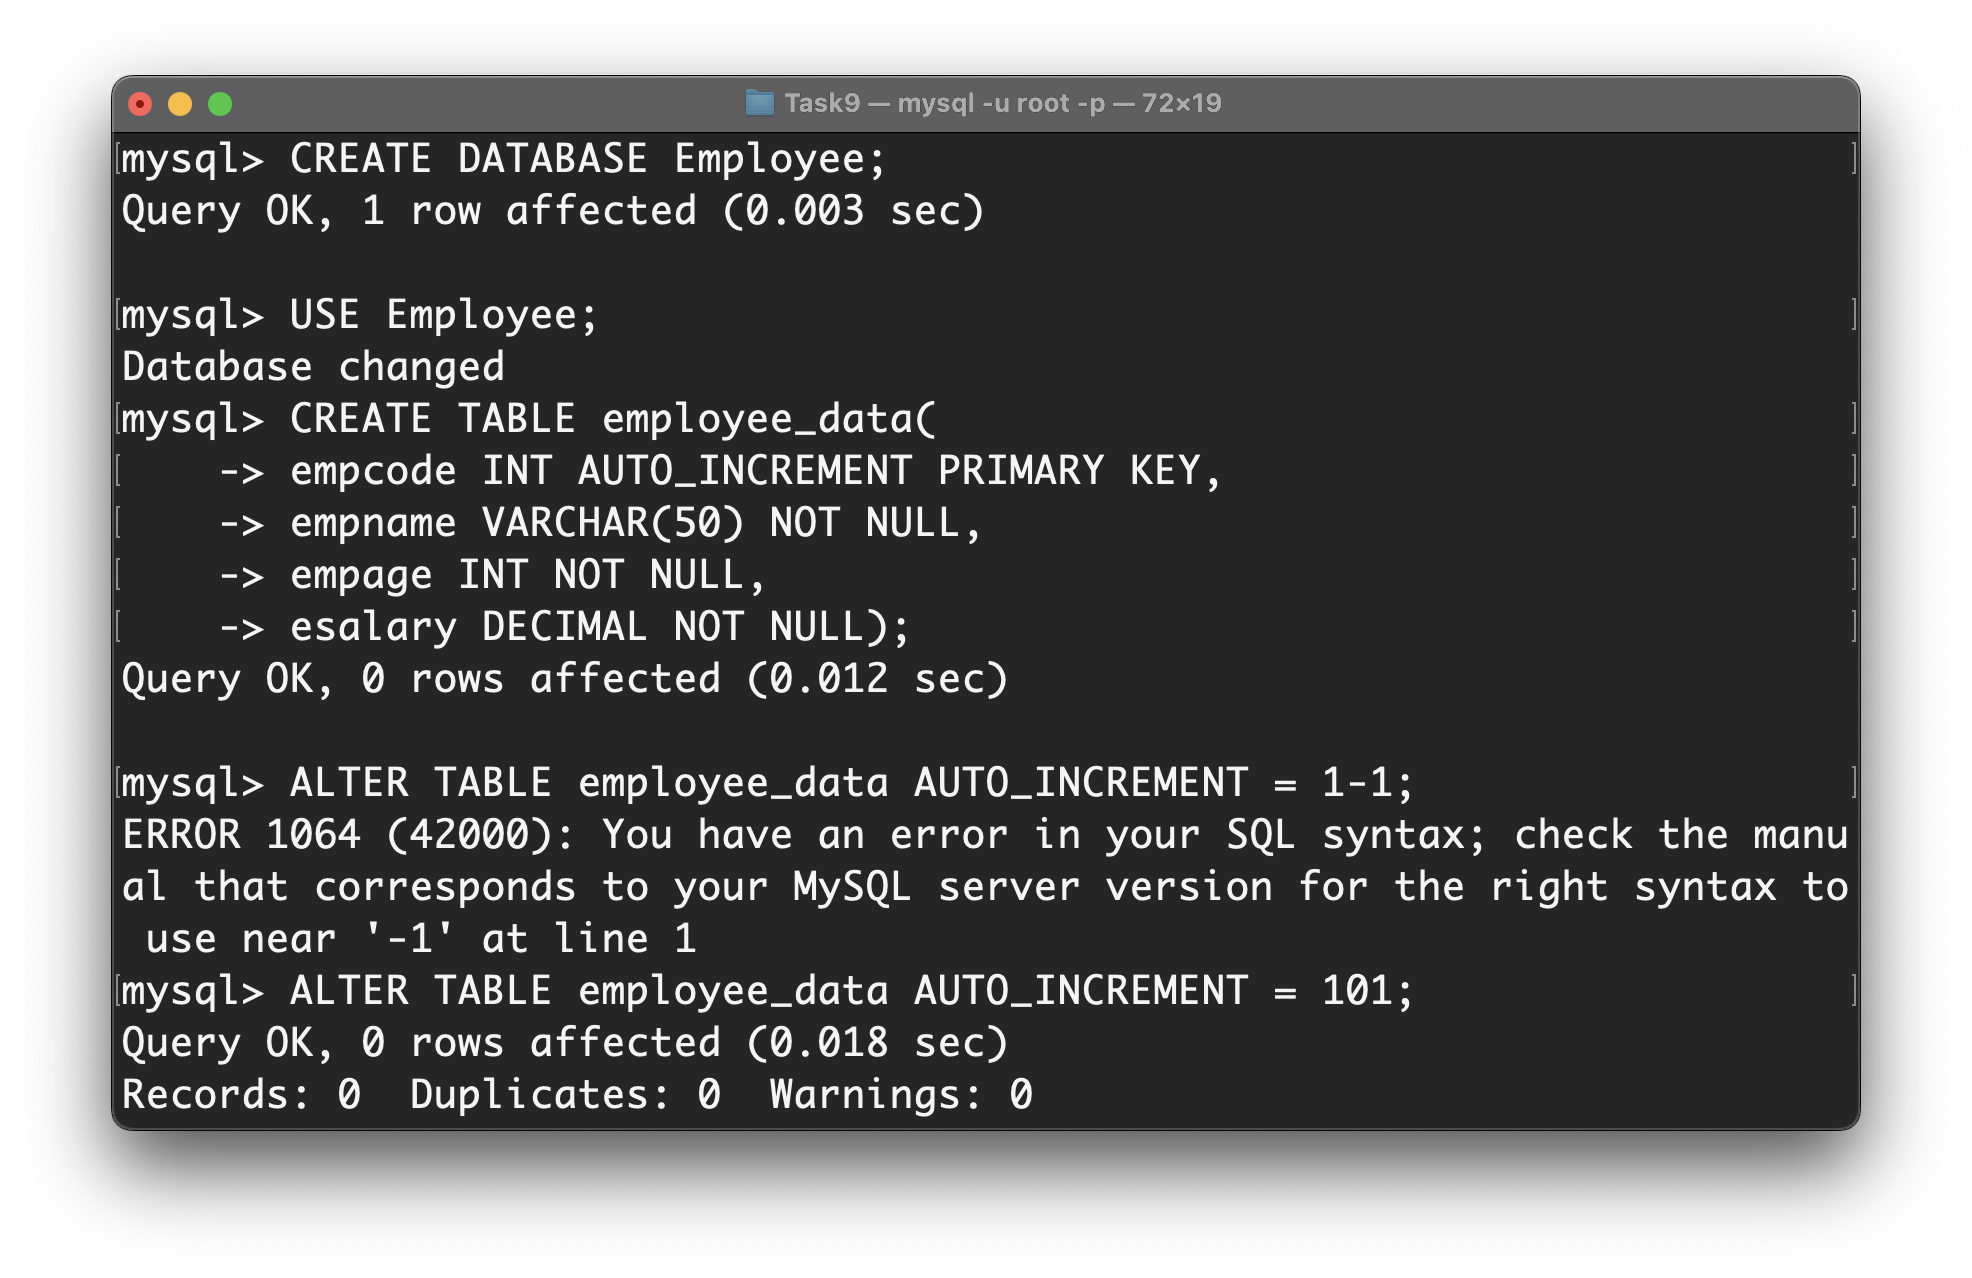 Task9 — mysql -u root -p — 72×19
mysql> CREATE DATABASE Employee;
Query OK, 1 row affected (0.003 sec)
mysql> USE Employee;
Database changed
mysql> CREATE TABLE employee_data(
    -> empcode INT AUTO_INCREMENT PRIMARY KEY,
    -> empname VARCHAR(50) NOT NULL,
    -> empage INT NOT NULL,
    -> esalary DECIMAL NOT NULL);
Query OK, 0 rows affected (0.012 sec)
mysql> ALTER TABLE employee_data AUTO_INCREMENT = 1-1;
ERROR 1064 (42000): You have an error in your SQL syntax; check the manu
al that corresponds to your MySQL server version for the right syntax to
 use near '-1' at line 1
mysql> ALTER TABLE employee_data AUTO_INCREMENT = 101;
Query OK, 0 rows affected (0.018 sec)
Records: 0  Duplicates: 0  Warnings: 0